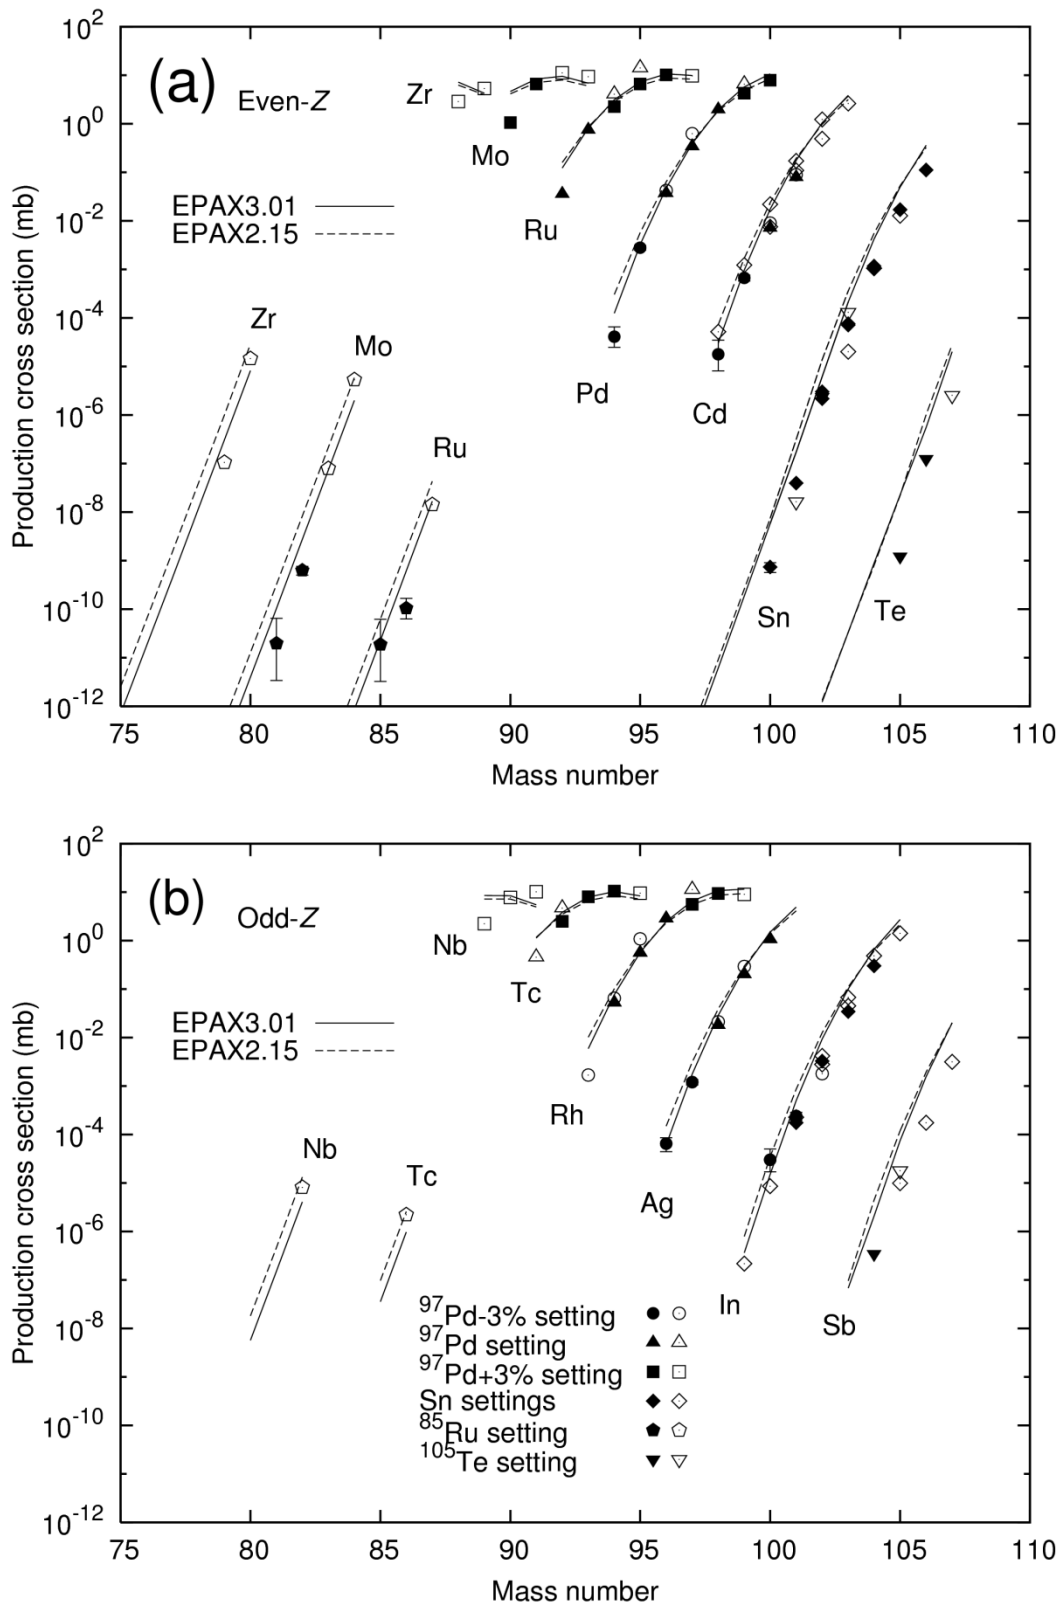 10^2
10^0
10^-2
10^-4
10^-6
10^-8
10^-10
10^-12
Production cross section (mb)
(a)
Even-Z
Zr
Mo
Ru
EPAX3.01
EPAX2.15
Zr
Mo
Ru
Pd
Cd
Sn
Te
75 80 85 90 95 100 105 110
Mass number
10^2
10^0
10^-2
10^-4
10^-6
10^-8
10^-10
10^-12
Production cross section (mb)
(b)
Odd-Z
Nb
Tc
EPAX3.01
EPAX2.15
Rh
Nb
Tc
Ag
In
Sb
^97Pd-3% setting
^97Pd setting
^97Pd+3% setting
Sn settings
^85Ru setting
^105Te setting
75 80 85 90 95 100 105 110
Mass number